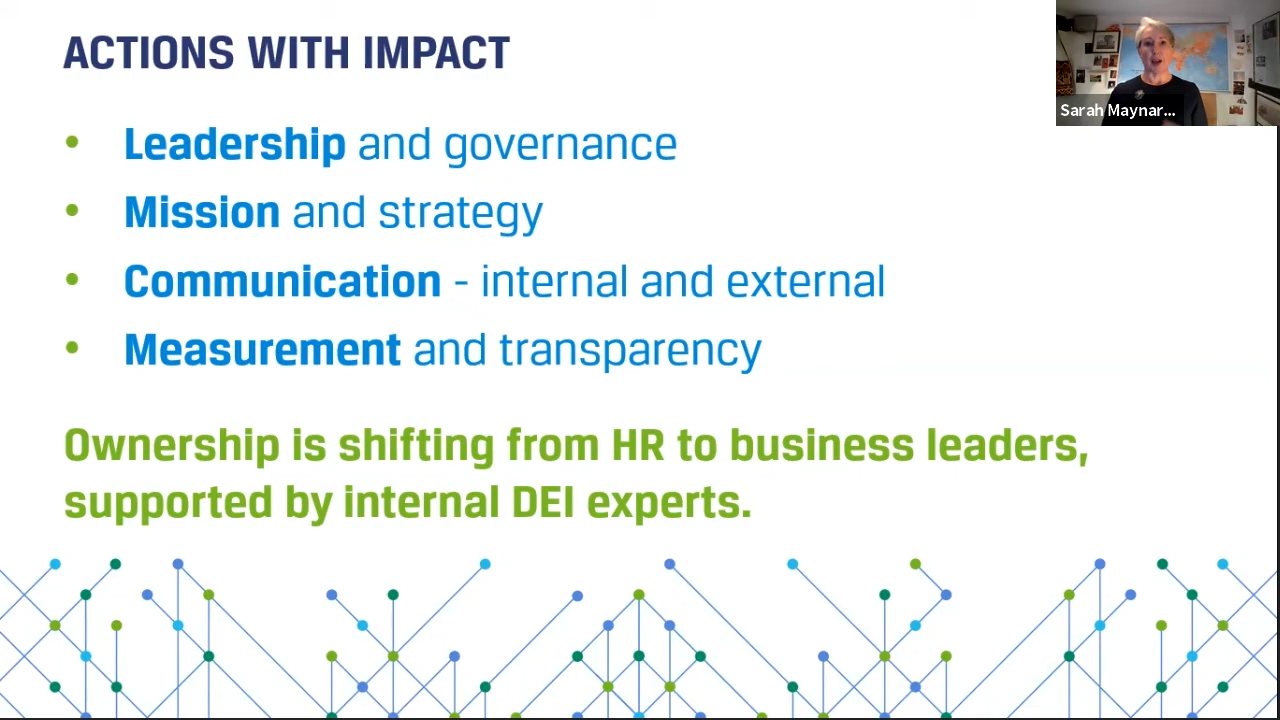 ACTIONS WITH IMPACT
Sarah Maynar...
• Leadership and governance
• Mission and strategy
• Communication - internal and external
• Measurement and transparency
Ownership is shifting from HR to business leaders,
supported by internal DEI experts.